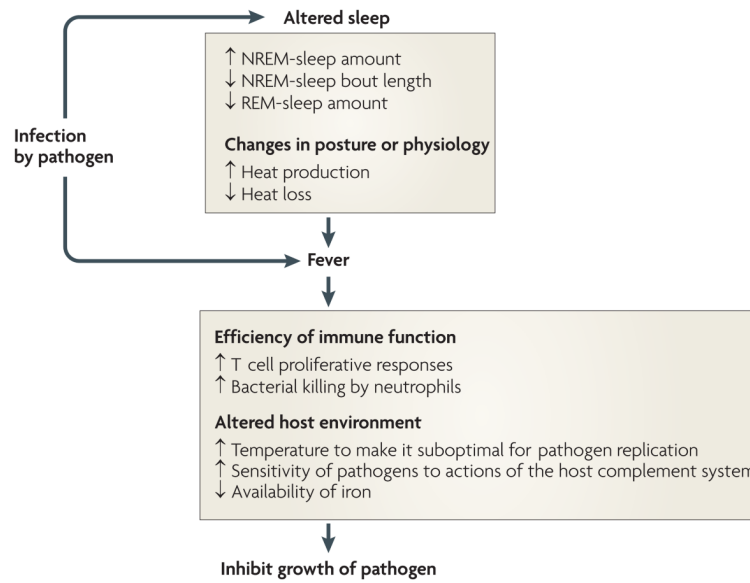 Altered sleep
↑ NREM-sleep amount
↓ NREM-sleep bout length
↓ REM-sleep amount
Infection
by pathogen
Changes in posture or physiology
↑ Heat production
↓ Heat loss
Fever
Efficiency of immune function
↑ T cell proliferative responses
↑ Bacterial killing by neutrophils
Altered host environment
↑ Temperature to make it suboptimal for pathogen replication
↑ Sensitivity of pathogens to actions of the host complement system
↓ Availability of iron
Inhibit growth of pathogen